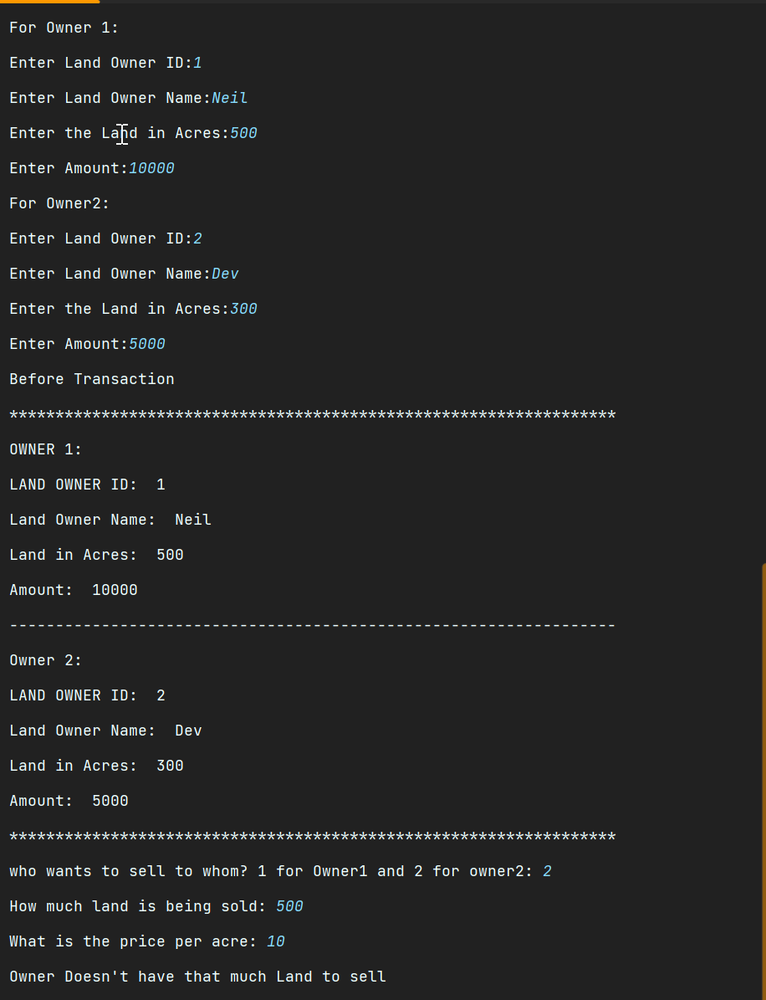 For Owner 1:
Enter Land Owner ID:1
Enter Land Owner Name:Neil
Enter the Land in Acres:500
Enter Amount:10000
For Owner2:
Enter Land Owner ID:2
Enter Land Owner Name:Dev
Enter the Land in Acres:300
Enter Amount:5000
Before Transaction
******************************************************************
OWNER 1:
LAND OWNER ID:  1
Land Owner Name:  Neil
Land in Acres:  500
Amount:  10000
------------------------------------------------------------------
Owner 2:
LAND OWNER ID:  2
Land Owner Name:  Dev
Land in Acres:  300
Amount:  5000
******************************************************************
who wants to sell to whom? 1 for Owner1 and 2 for owner2: 2
How much land is being sold: 500
What is the price per acre: 10
Owner Doesn't have that much Land to sell